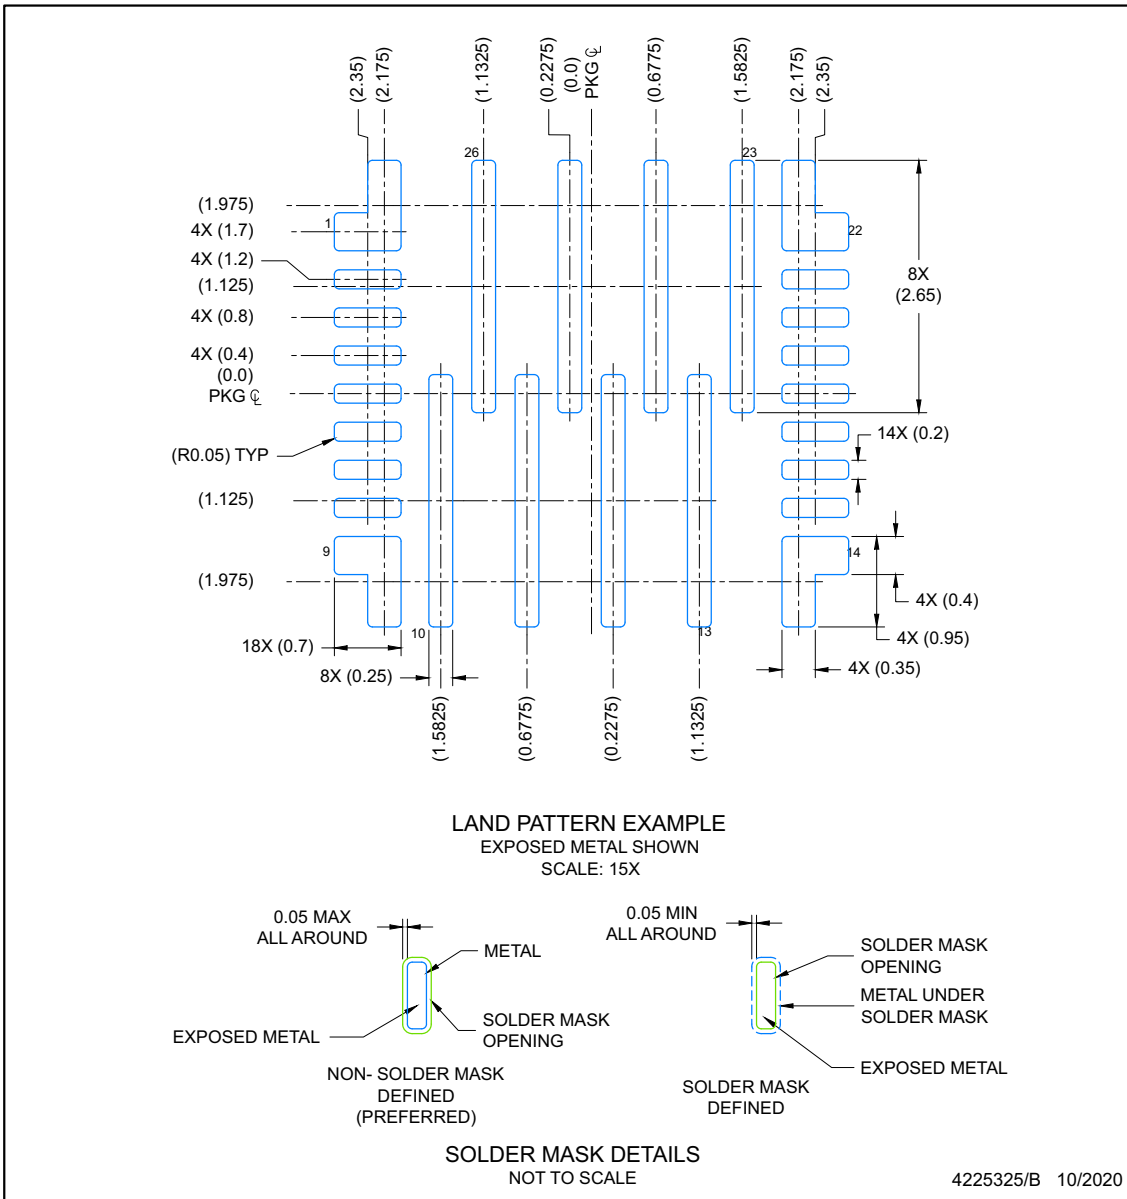 (2.35)
(2.175)
(1.1325)
(0.2275)
(0.0)
PKG ℄
(0.6775)
(1.5825)
(2.175)
(2.35)
26
23
(1.975)
1
4X (1.7)
22
4X (1.2)
(1.125)
8X
(2.65)
4X (0.8)
4X (0.4)
(0.0)
PKG ℄
14X (0.2)
(R0.05) TYP
(1.125)
9
14
(1.975)
4X (0.4)
10
13
4X (0.95)
18X (0.7)
8X (0.25)
4X (0.35)
(1.5825)
(0.6775)
(0.2275)
(1.1325)
LAND PATTERN EXAMPLE
EXPOSED METAL SHOWN
SCALE: 15X
0.05 MAX
ALL AROUND
METAL
EXPOSED METAL
SOLDER MASK
OPENING
NON- SOLDER MASK
DEFINED
(PREFERRED)
0.05 MIN
ALL AROUND
SOLDER MASK
OPENING
METAL UNDER
SOLDER MASK
EXPOSED METAL
SOLDER MASK
DEFINED
SOLDER MASK DETAILS
NOT TO SCALE
4225325/B 10/2020